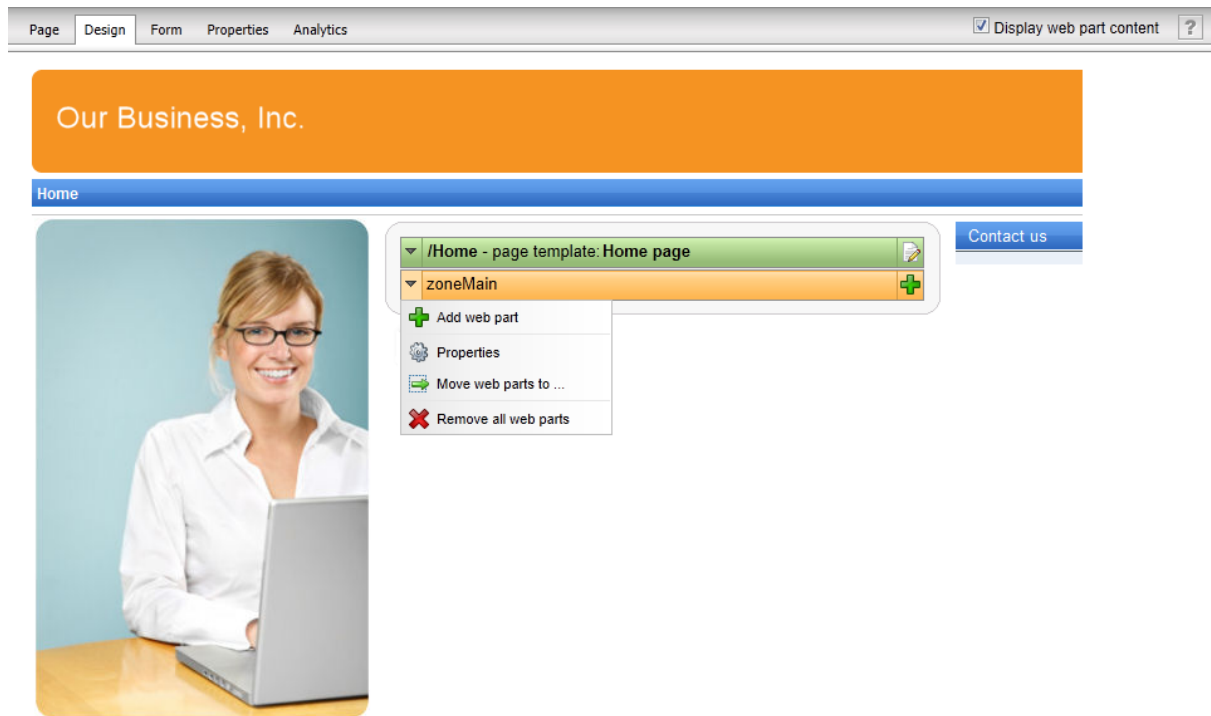 Page Design Form Properties Analytics Display web part content ?
Our Business, Inc.
Home
/Home - page template: Home page
Contact us
zoneMain
Add web part
Properties
Move web parts to ...
Remove all web parts